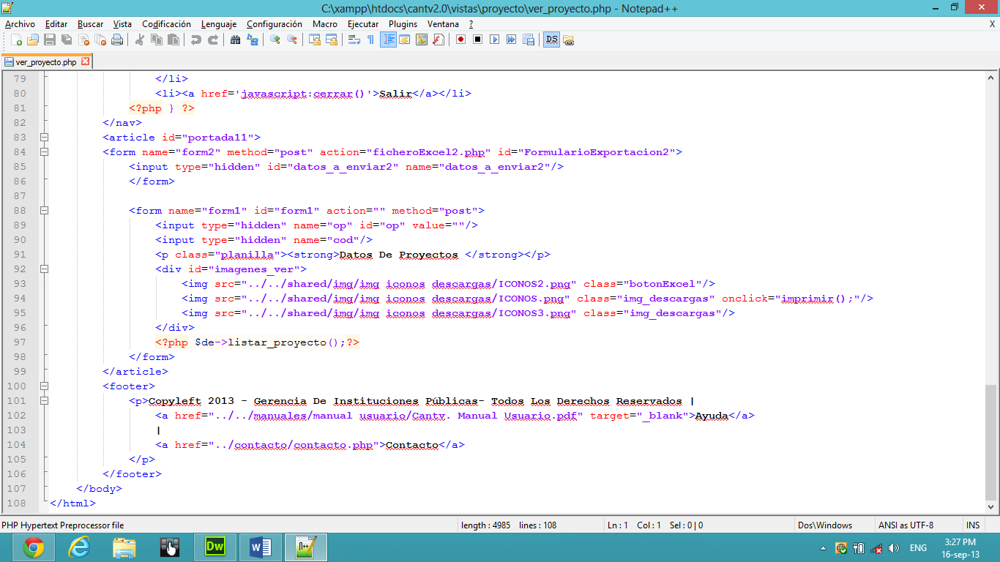 C:\xampp\htdocs\cantv2.0\vistas\proyecto\ver_proyecto.php - Notepad++
Archivo Editar Buscar Vista Codificación Lenguaje Configuración Macro Ejecutar Plugins Ventana ? X
ver_proyecto.php
79 </li>
80 <li><a href='javascript:cerrar()'>Salir</a></li>
81 <?php } ?>
82 </nav>
83 <article id="portada11">
84 <form name="form2" method="post" action="ficheroExcel2.php" id="FormularioExportacion2">
85 <input type="hidden" id="datos_a_enviar2" name="datos_a_enviar2"/>
86 </form>
87
88 <form name="form1" id="form1" action="" method="post">
89 <input type="hidden" name="op" id="op" value=""/>
90 <input type="hidden" name="cod"/>
91 <p class="planilla"><strong>Datos De Proyectos </strong></p>
92 <div id="imagenes_ver">
93 <img src="../../shared/img/img_iconos_descargas/ICONOS2.png" class="botonExcel"/>
94 <img src="../../shared/img/img_iconos_descargas/ICONOS.png" class="img_descargas" onclick="imprimir();"/>
95 <img src="../../shared/img/img_iconos_descargas/ICONOS3.png" class="img_descargas"/>
96 </div>
97 <?php $de->listar_proyecto();?>
98 </form>
99 </article>
100 <footer>
101 <p>Copyleft 2013 - Gerencia De Instituciones Públicas- Todos Los Derechos Reservados |
102 <a href="../../manuales/manual usuario/Cantv. Manual Usuario.pdf" target="_blank">Ayuda</a>
103 |
104 <a href="../contacto/contacto.php">Contacto</a>
105 </p>
106 </footer>
107 </body>
108 </html>
PHP Hypertext Preprocessor file length : 4985 lines : 108 Ln : 1 Col : 1 Sel : 0 | 0 Dos\Windows ANSI as UTF-8 INS
Dw ENG 3:27 PM
16-sep-13